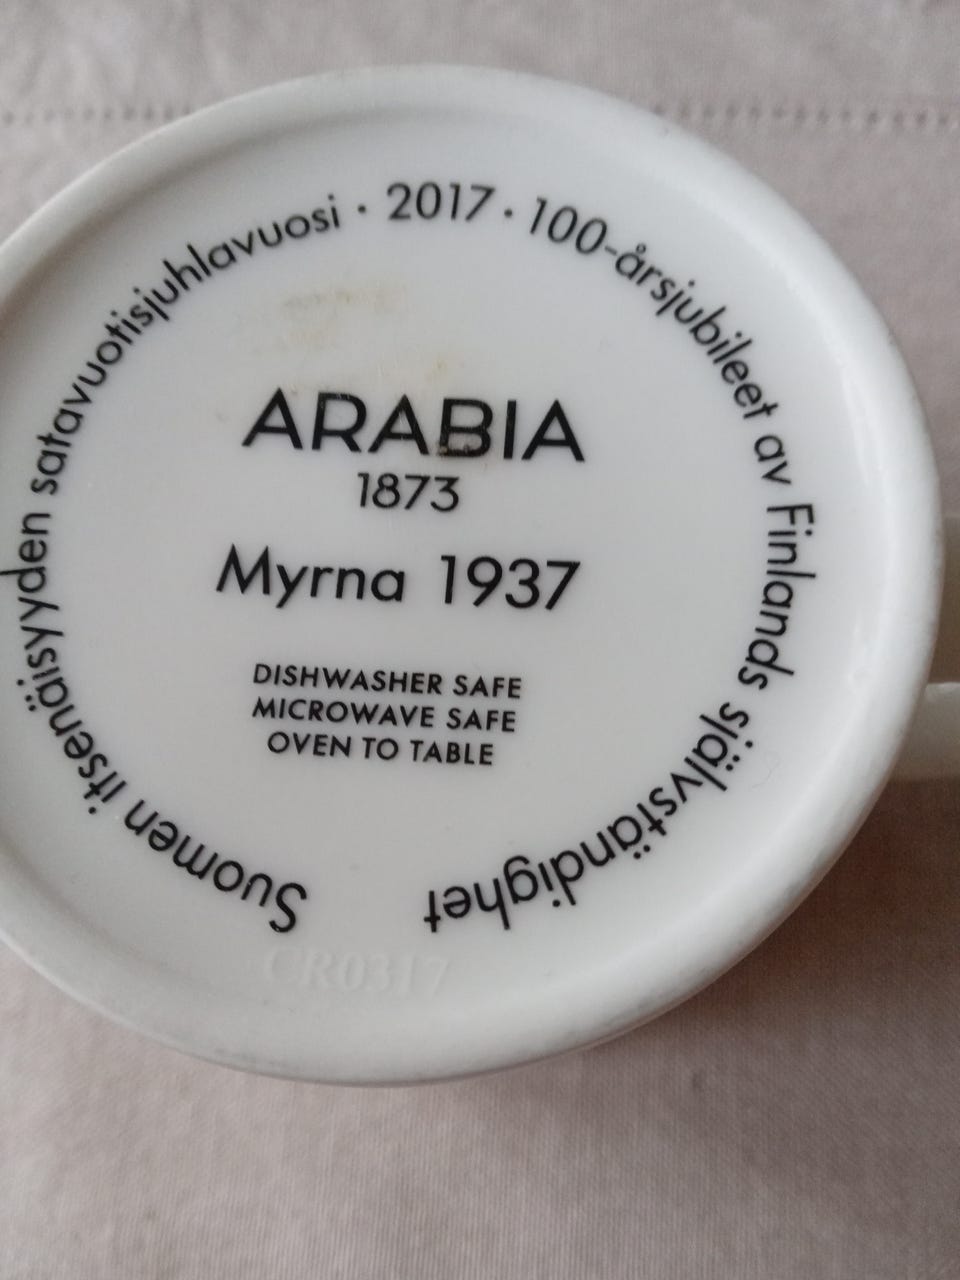 Suomen itsenäisyyden satavuotisjuhlavuosi · 2017 · 100-årsjubileet av Finlands självständighet
ARABIA
1873
Myrna 1937
DISHWASHER SAFE
MICROWAVE SAFE
OVEN TO TABLE
CR0317